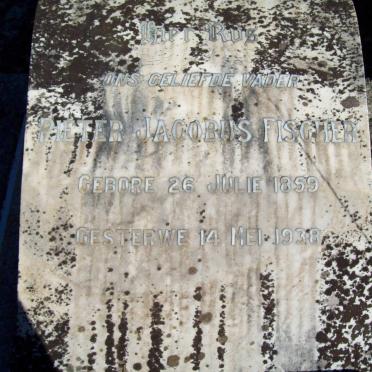 Hier Rus
ons geliefde vader
Pieter Jacobus Fischer
Gebore 26 Julie 1859
Gesterwe 14 Mei 1938